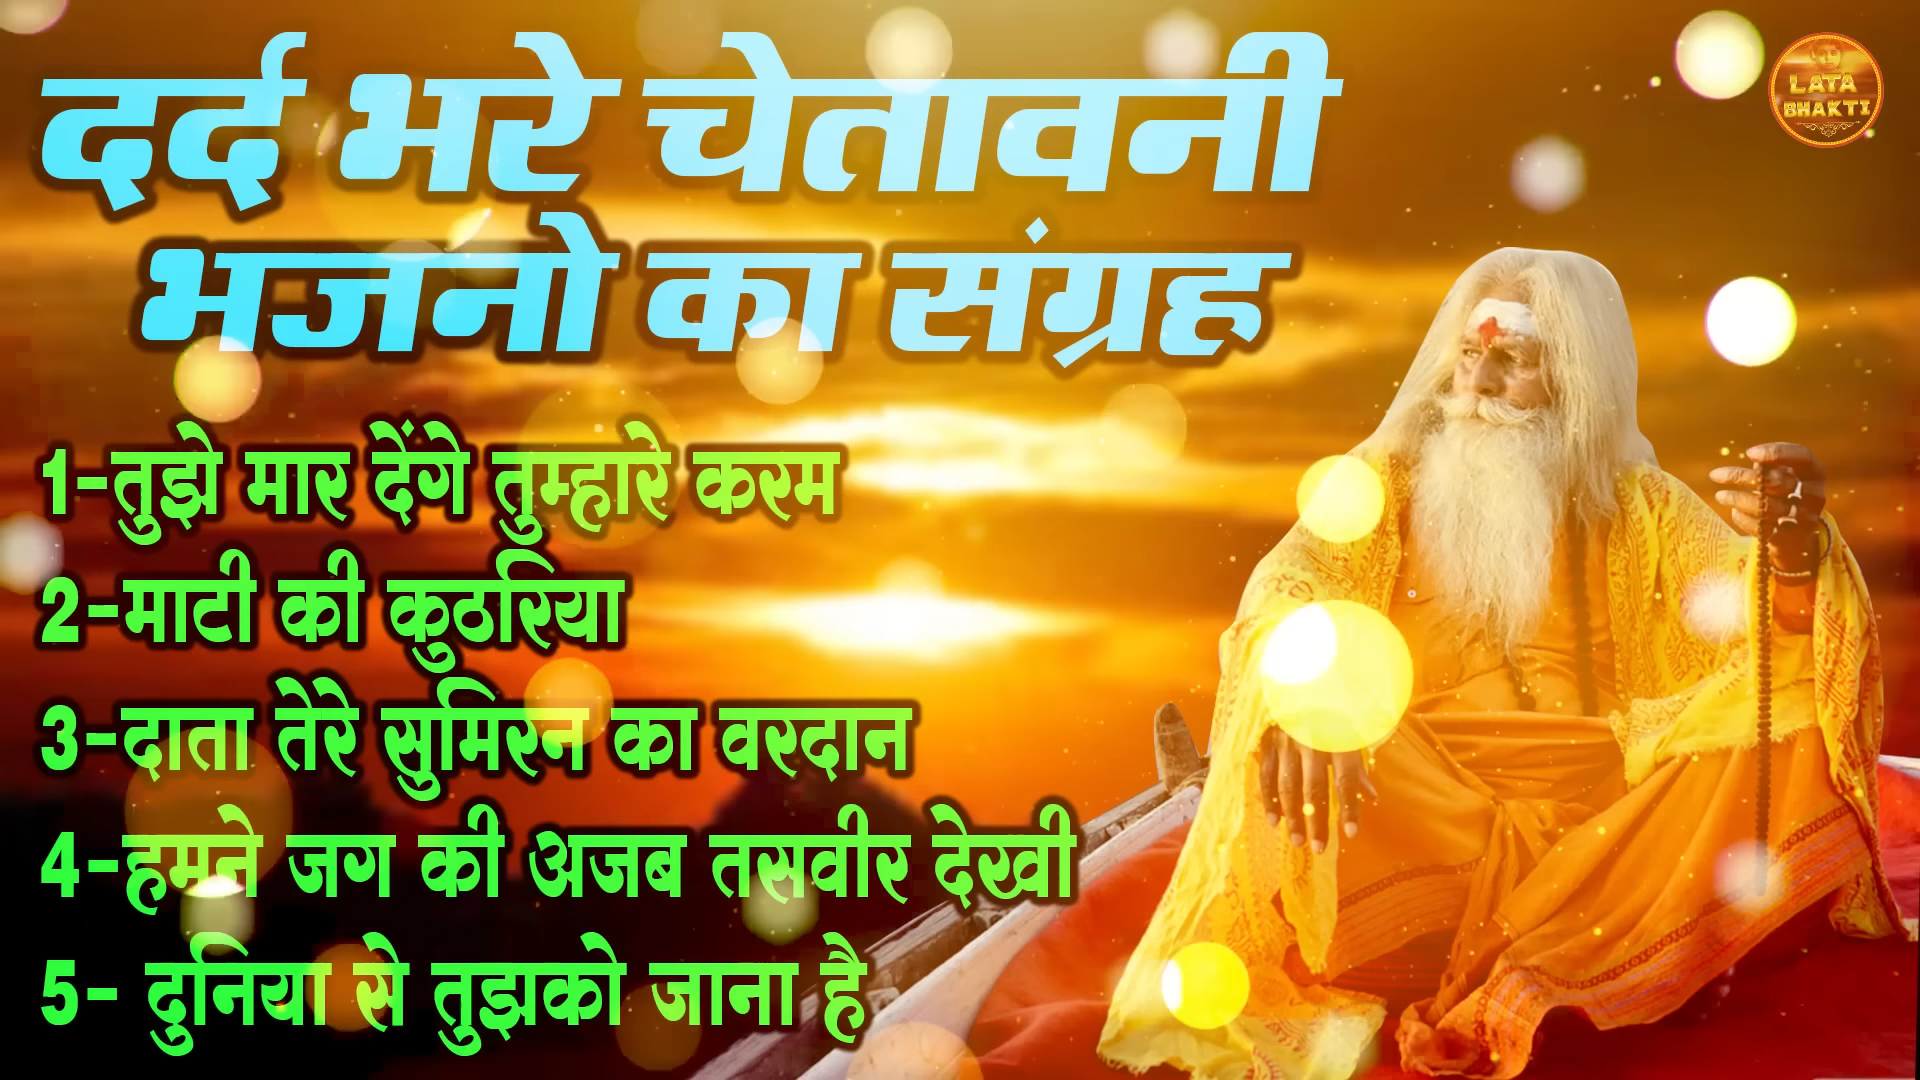 दर्द भरे चेतावनी
भजनो का संग्रह
LATA
BHAKTI
1-तुझे मार देंगे तुम्हारे करम
2-माटी की कुठरिया
3-दाता तेरे सुमिरन का वरदान
4-हमने जग की अजब तसवीर देखी
5- दुनिया से तुझको जाना है